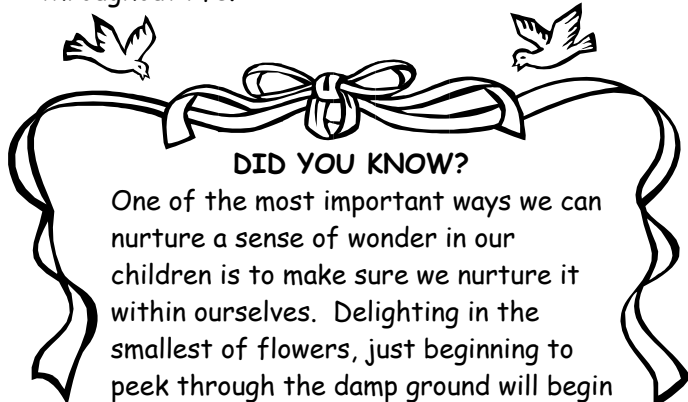 DID YOU KNOW?
One of the most important ways we can
nurture a sense of wonder in our
children is to make sure we nurture it
within ourselves.  Delighting in the
smallest of flowers, just beginning to
peek through the damp ground will begin